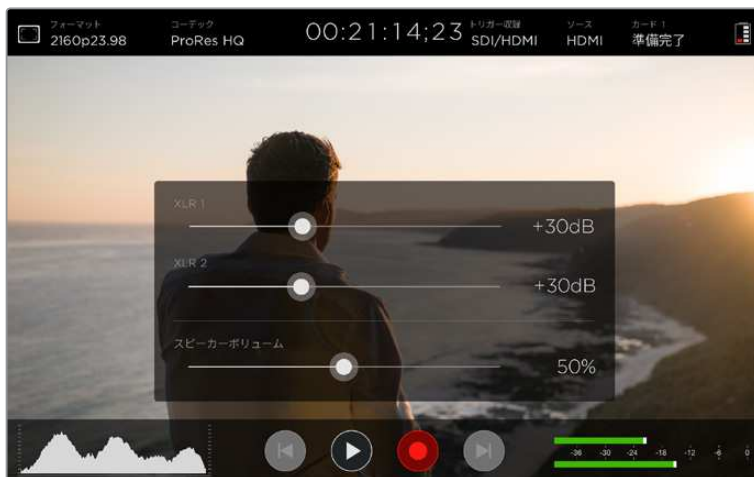 フォーマット
2160p23.98
コーデック
ProRes HQ
00:21:14;23
トリガー収録
SDI/HDMI
ソース
HDMI
カード 1
準備完了
XLR 1
+30dB
XLR 2
+30dB
スピーカーボリューム
50%
-36 -30 -24 -18 -12 -6 0